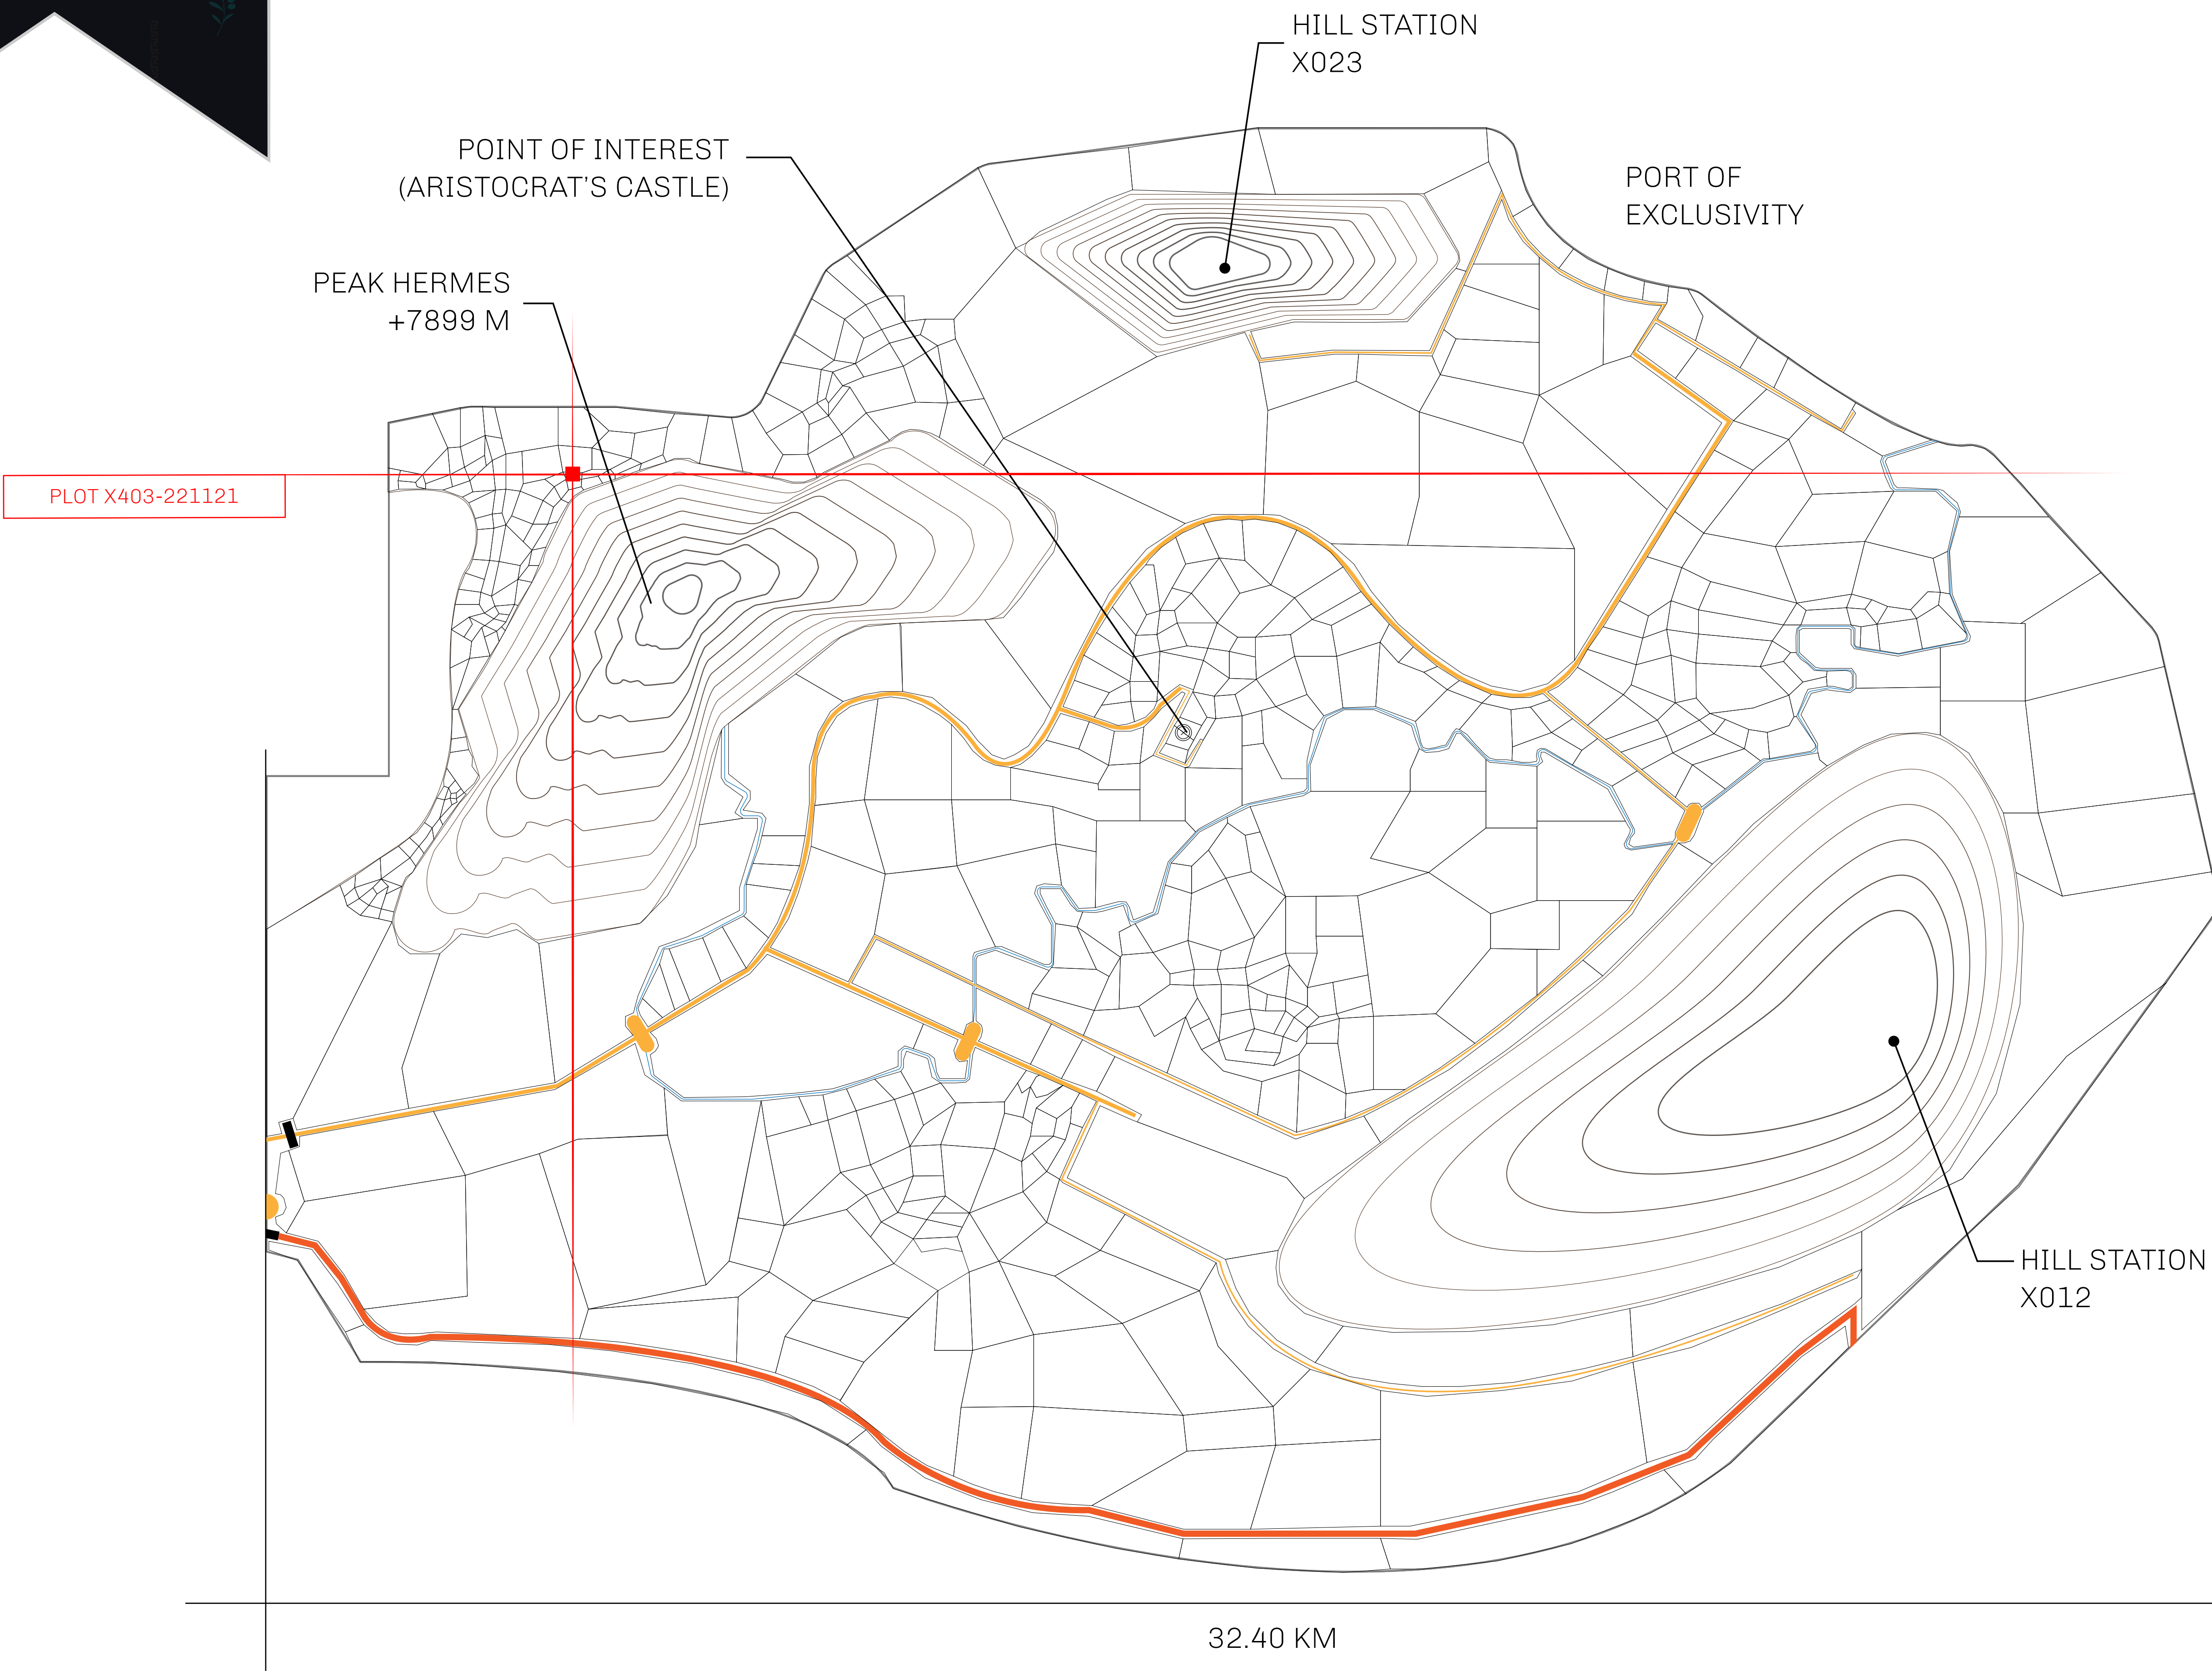 HILL STATION
X023
POINT OF INTEREST
(ARISTOCRAT'S CASTLE)
PORT OF
EXCLUSIVITY
PEAK HERMES
+7899 M
PLOT X403-221121
HILL STATION
X012
32.40 KM